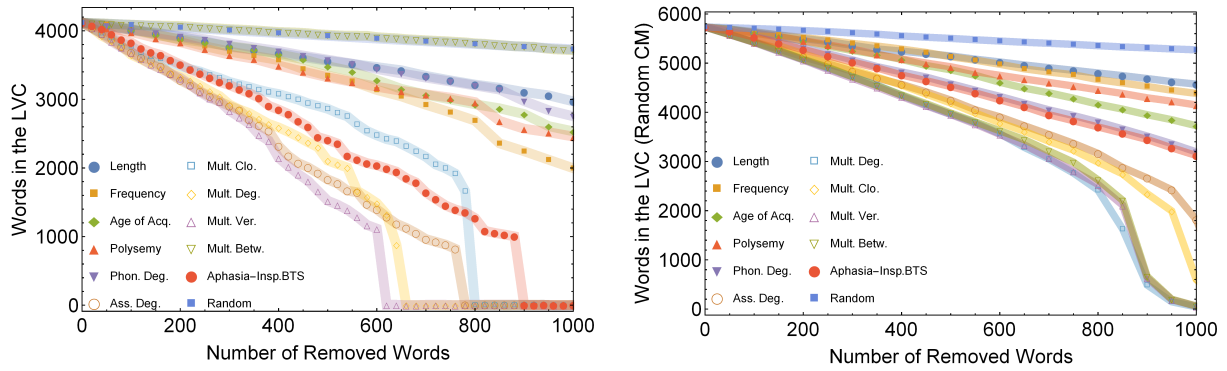 Words in the LVC
4000
3000
2000
1000
0
Length
Frequency
Age of Acq.
Polysemy
Phon. Deg.
Ass. Deg.
Mult. Clo.
Mult. Deg.
Mult. Ver.
Mult. Betw.
Aphasia-Insp.BTS
Random
0 200 400 600 800 1000
Number of Removed Words
Words in the LVC (Random CM)
6000
5000
4000
3000
2000
1000
0
Length
Frequency
Age of Acq.
Polysemy
Phon. Deg.
Ass. Deg.
Mult. Deg.
Mult. Clo.
Mult. Ver.
Mult. Betw.
Aphasia-Insp.BTS
Random
0 200 400 600 800 1000
Number of Removed Words